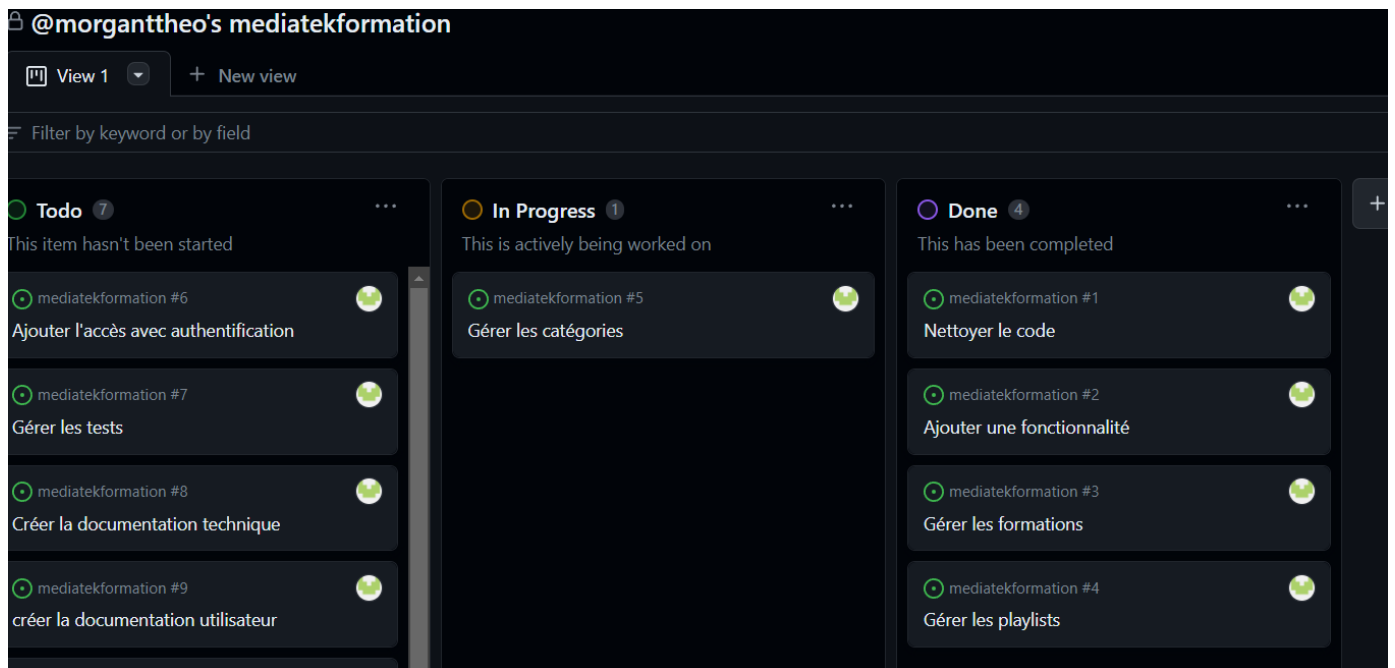 @morganttheo's mediatekformation
View 1
New view
Filter by keyword or by field
Todo 7
This item hasn't been started
mediatekformation #6
Ajouter l'accès avec authentification
mediatekformation #7
Gérer les tests
mediatekformation #8
Créer la documentation technique
mediatekformation #9
créer la documentation utilisateur
In Progress 1
This is actively being worked on
mediatekformation #5
Gérer les catégories
Done 4
This has been completed
mediatekformation #1
Nettoyer le code
mediatekformation #2
Ajouter une fonctionnalité
mediatekformation #3
Gérer les formations
mediatekformation #4
Gérer les playlists